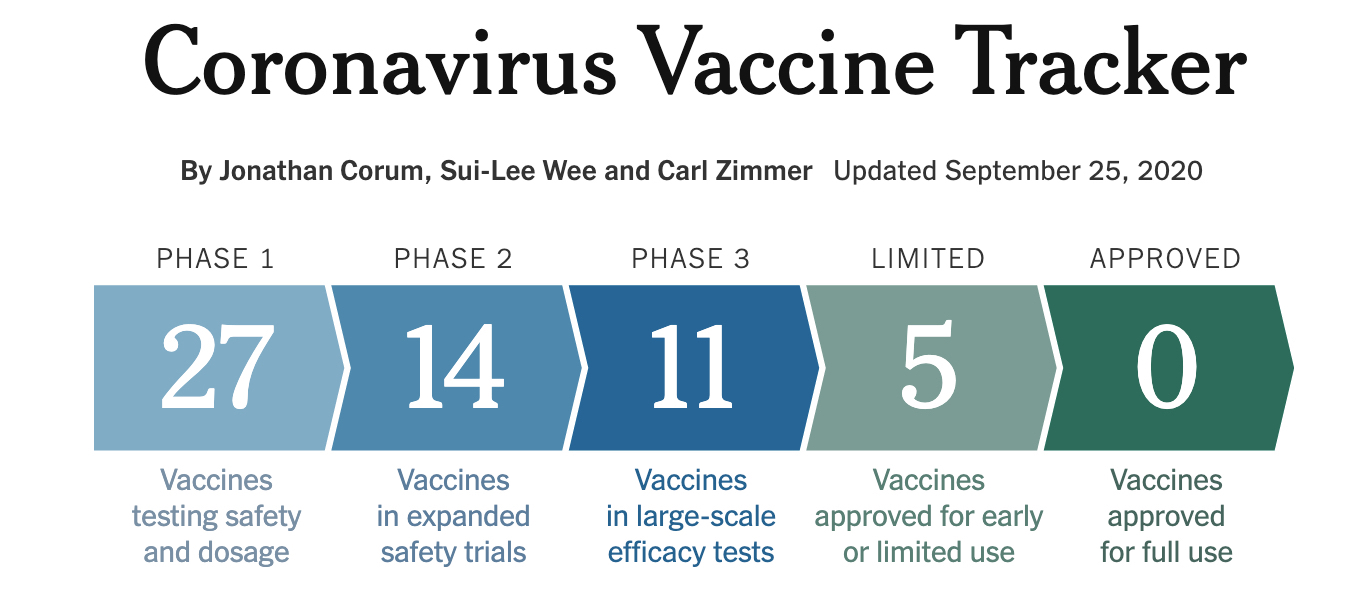 Coronavirus Vaccine Tracker
By Jonathan Corum, Sui-Lee Wee and Carl Zimmer Updated September 25, 2020
PHASE 1 PHASE 2 PHASE 3 LIMITED APPROVED
27 14 11 5 0
Vaccines Vaccines Vaccines Vaccines Vaccines
testing safety in expanded in large-scale approved for early approved
and dosage safety trials efficacy tests or limited use for full use